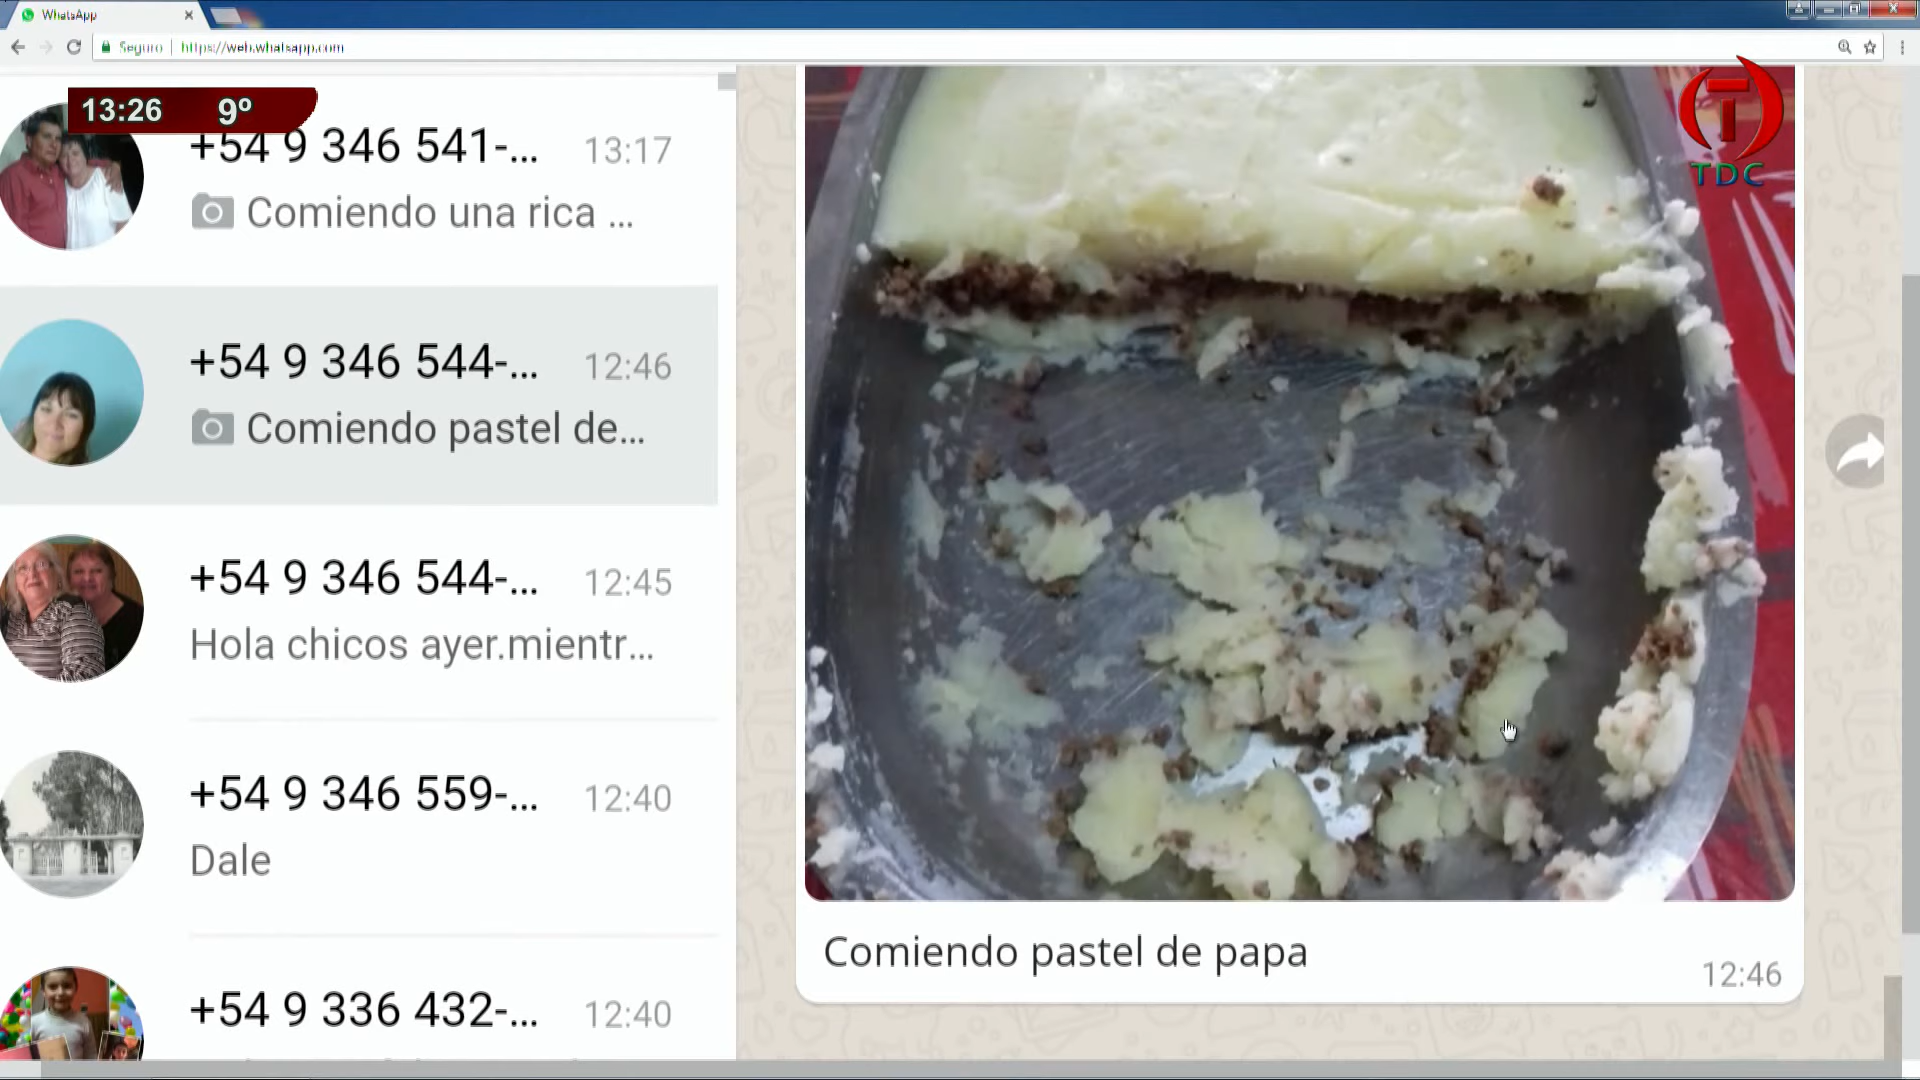 WhatsApp
Seguro
https://web.whatsapp.com
13:26 9º
+54 9 346 541-... 13:17
Comiendo una rica ...
+54 9 346 544-... 12:46
Comiendo pastel de...
+54 9 346 544-... 12:45
Hola chicos ayer.mientr...
+54 9 346 559-... 12:40
Dale
+54 9 336 432-... 12:40
T
TDC
Comiendo pastel de papa
12:46